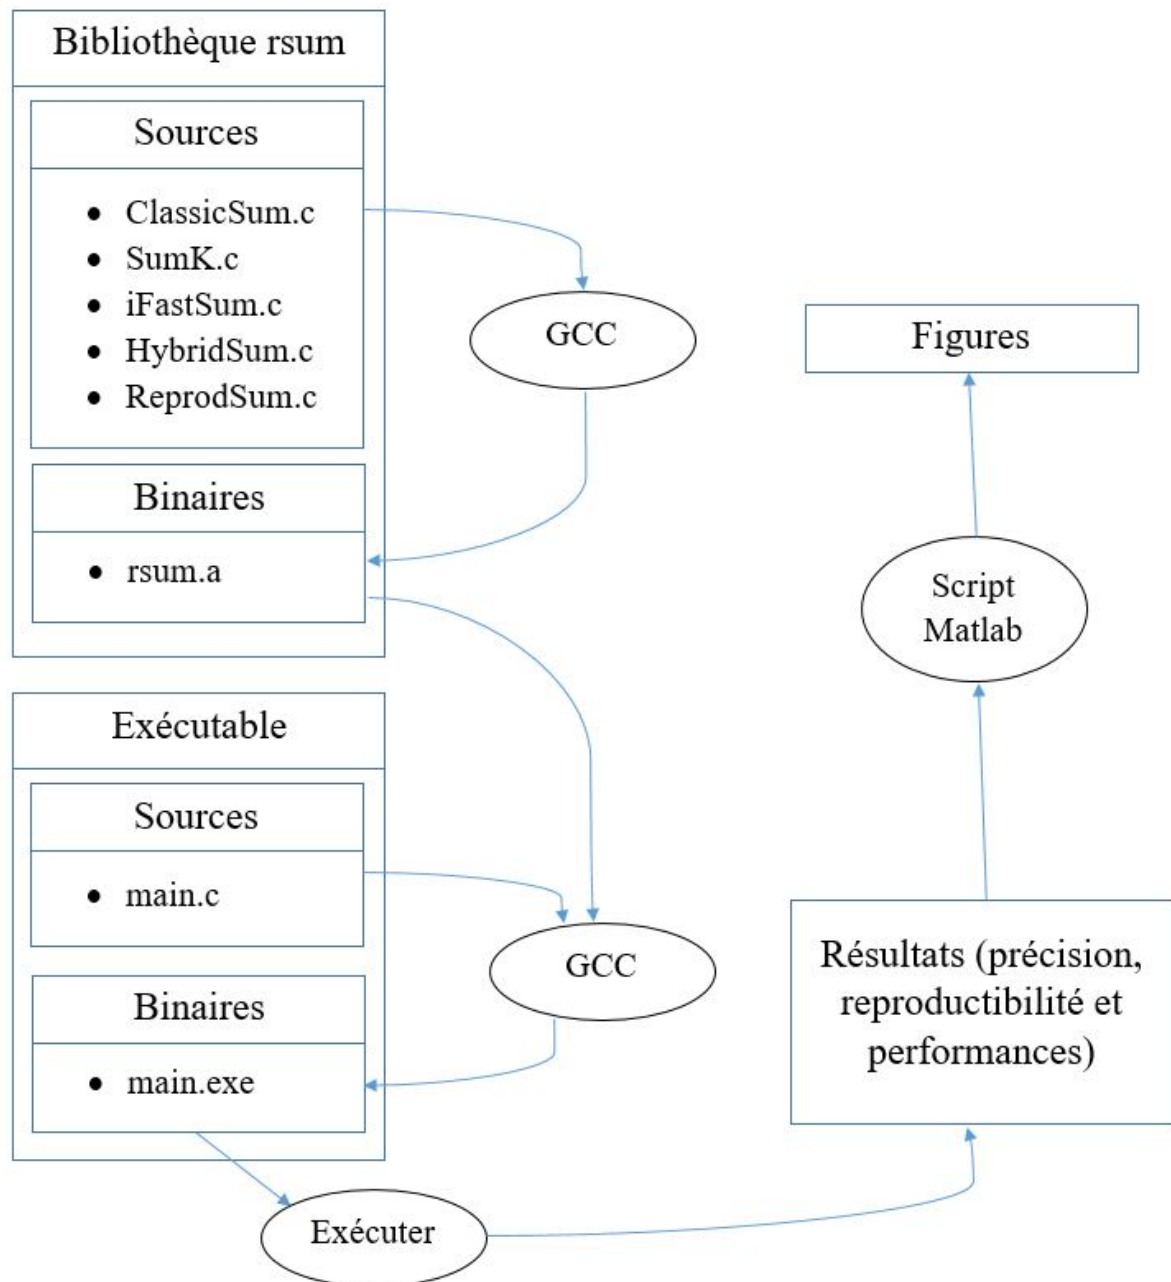 Bibliothèque rsum
Sources
• ClassicSum.c
• SumK.c
• iFastSum.c
• HybridSum.c
• ReprodSum.c
GCC
Binaires
• rsum.a
Exécutable
Sources
• main.c
GCC
Binaires
• main.exe
Exécuter
Résultats (précision,
reproductibilité et
performances)
Script
Matlab
Figures